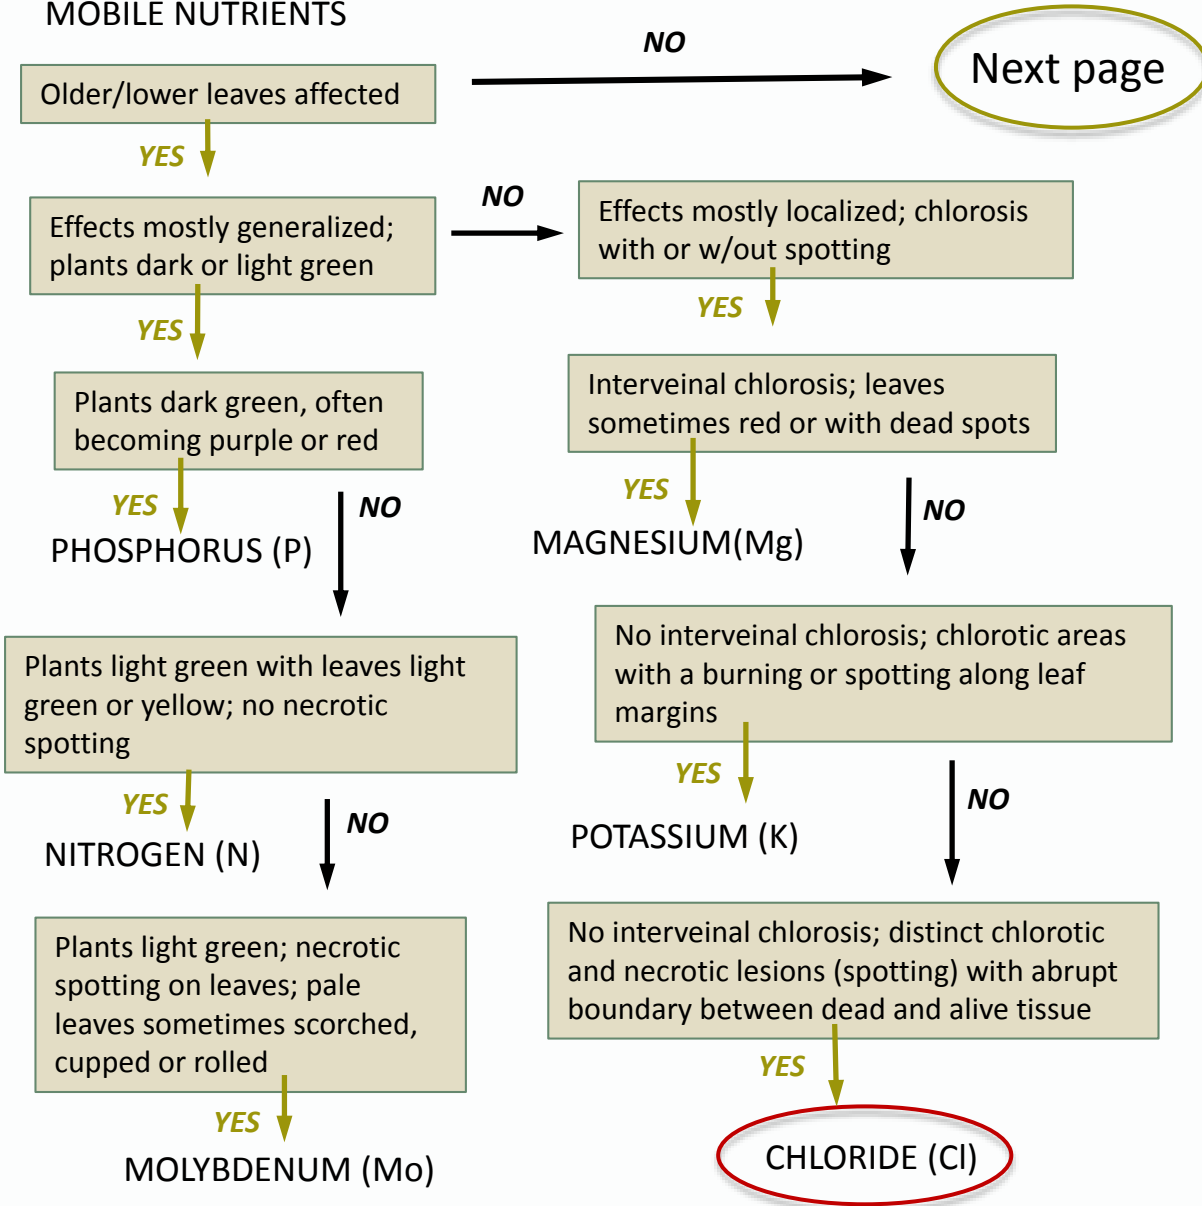 MOBILE NUTRIENTS
NO
Next page
Older/lower leaves affected
YES
Effects mostly generalized;
plants dark or light green
NO
Effects mostly localized; chlorosis
with or w/out spotting
YES
YES
Plants dark green, often
becoming purple or red
Interveinal chlorosis; leaves
sometimes red or with dead spots
YES
NO
YES
NO
PHOSPHORUS (P)
MAGNESIUM(Mg)
Plants light green with leaves light
green or yellow; no necrotic
spotting
No interveinal chlorosis; chlorotic areas
with a burning or spotting along leaf
margins
YES
NO
YES
NO
NITROGEN (N)
POTASSIUM (K)
Plants light green; necrotic
spotting on leaves; pale
leaves sometimes scorched,
cupped or rolled
No interveinal chlorosis; distinct chlorotic
and necrotic lesions (spotting) with abrupt
boundary between dead and alive tissue
YES
YES
MOLYBDENUM (Mo)
CHLORIDE (Cl)